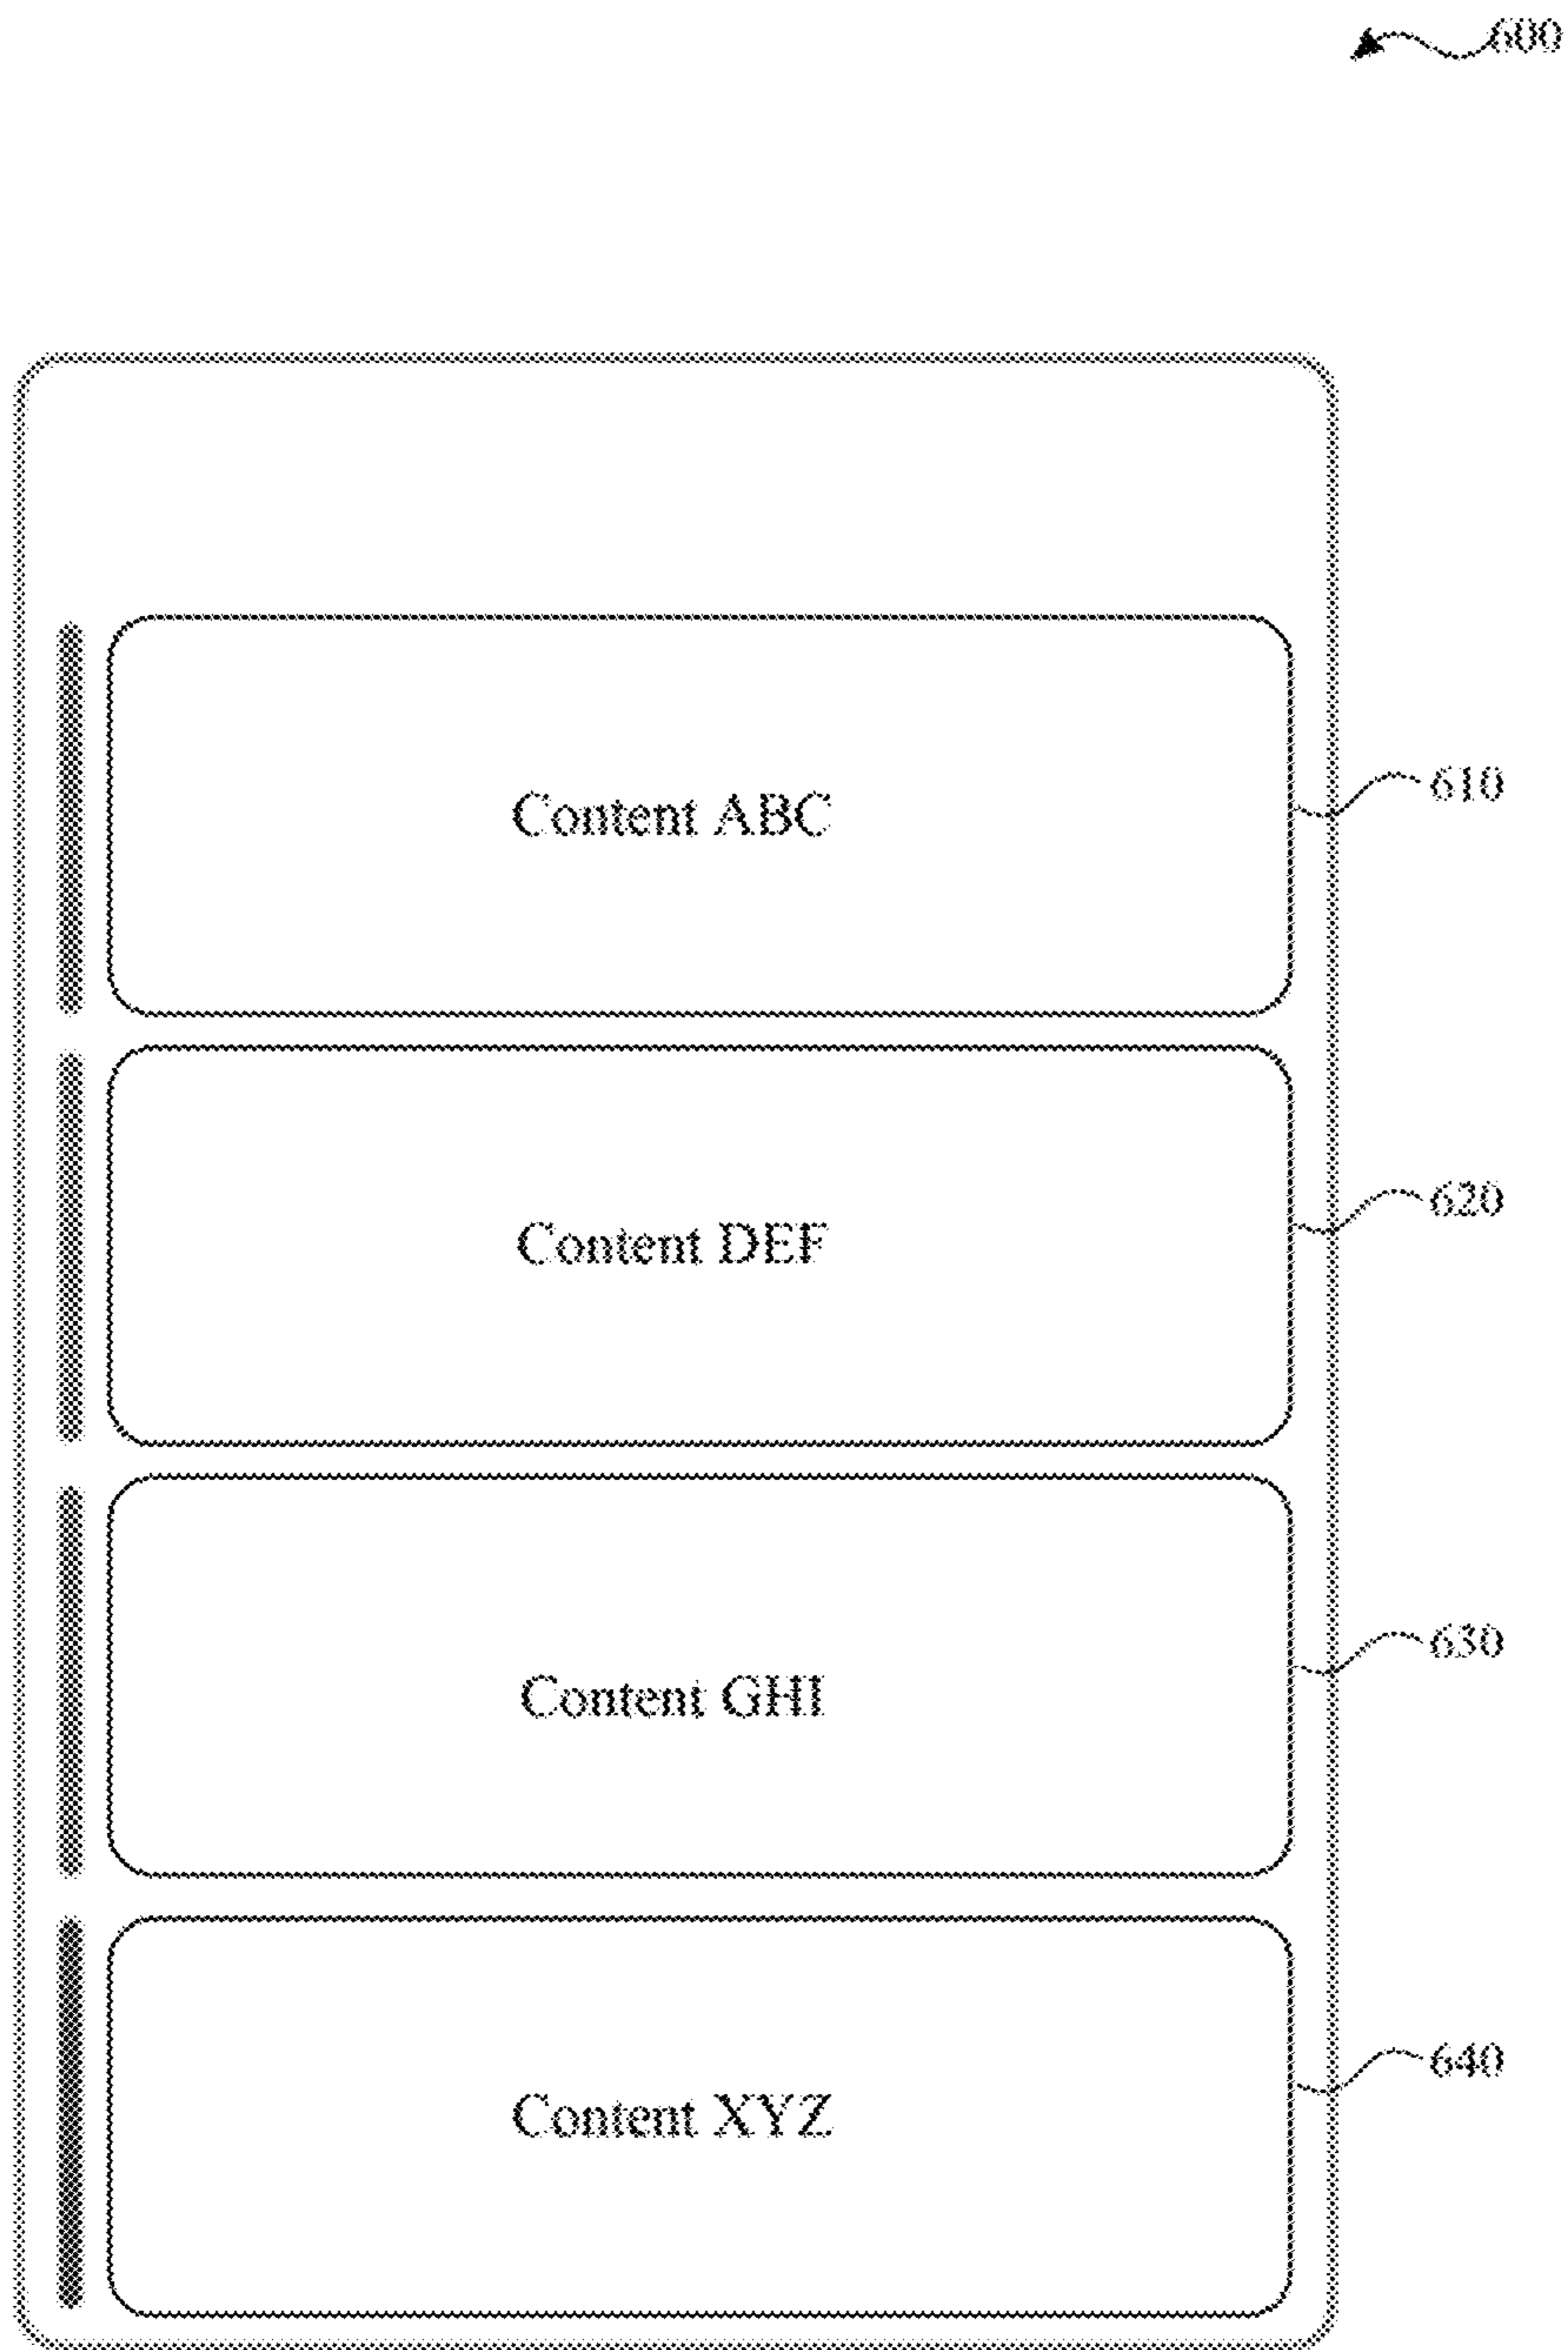 600
Content ABC
610
Content DEF
620
Content GHI
630
Content XYZ
640